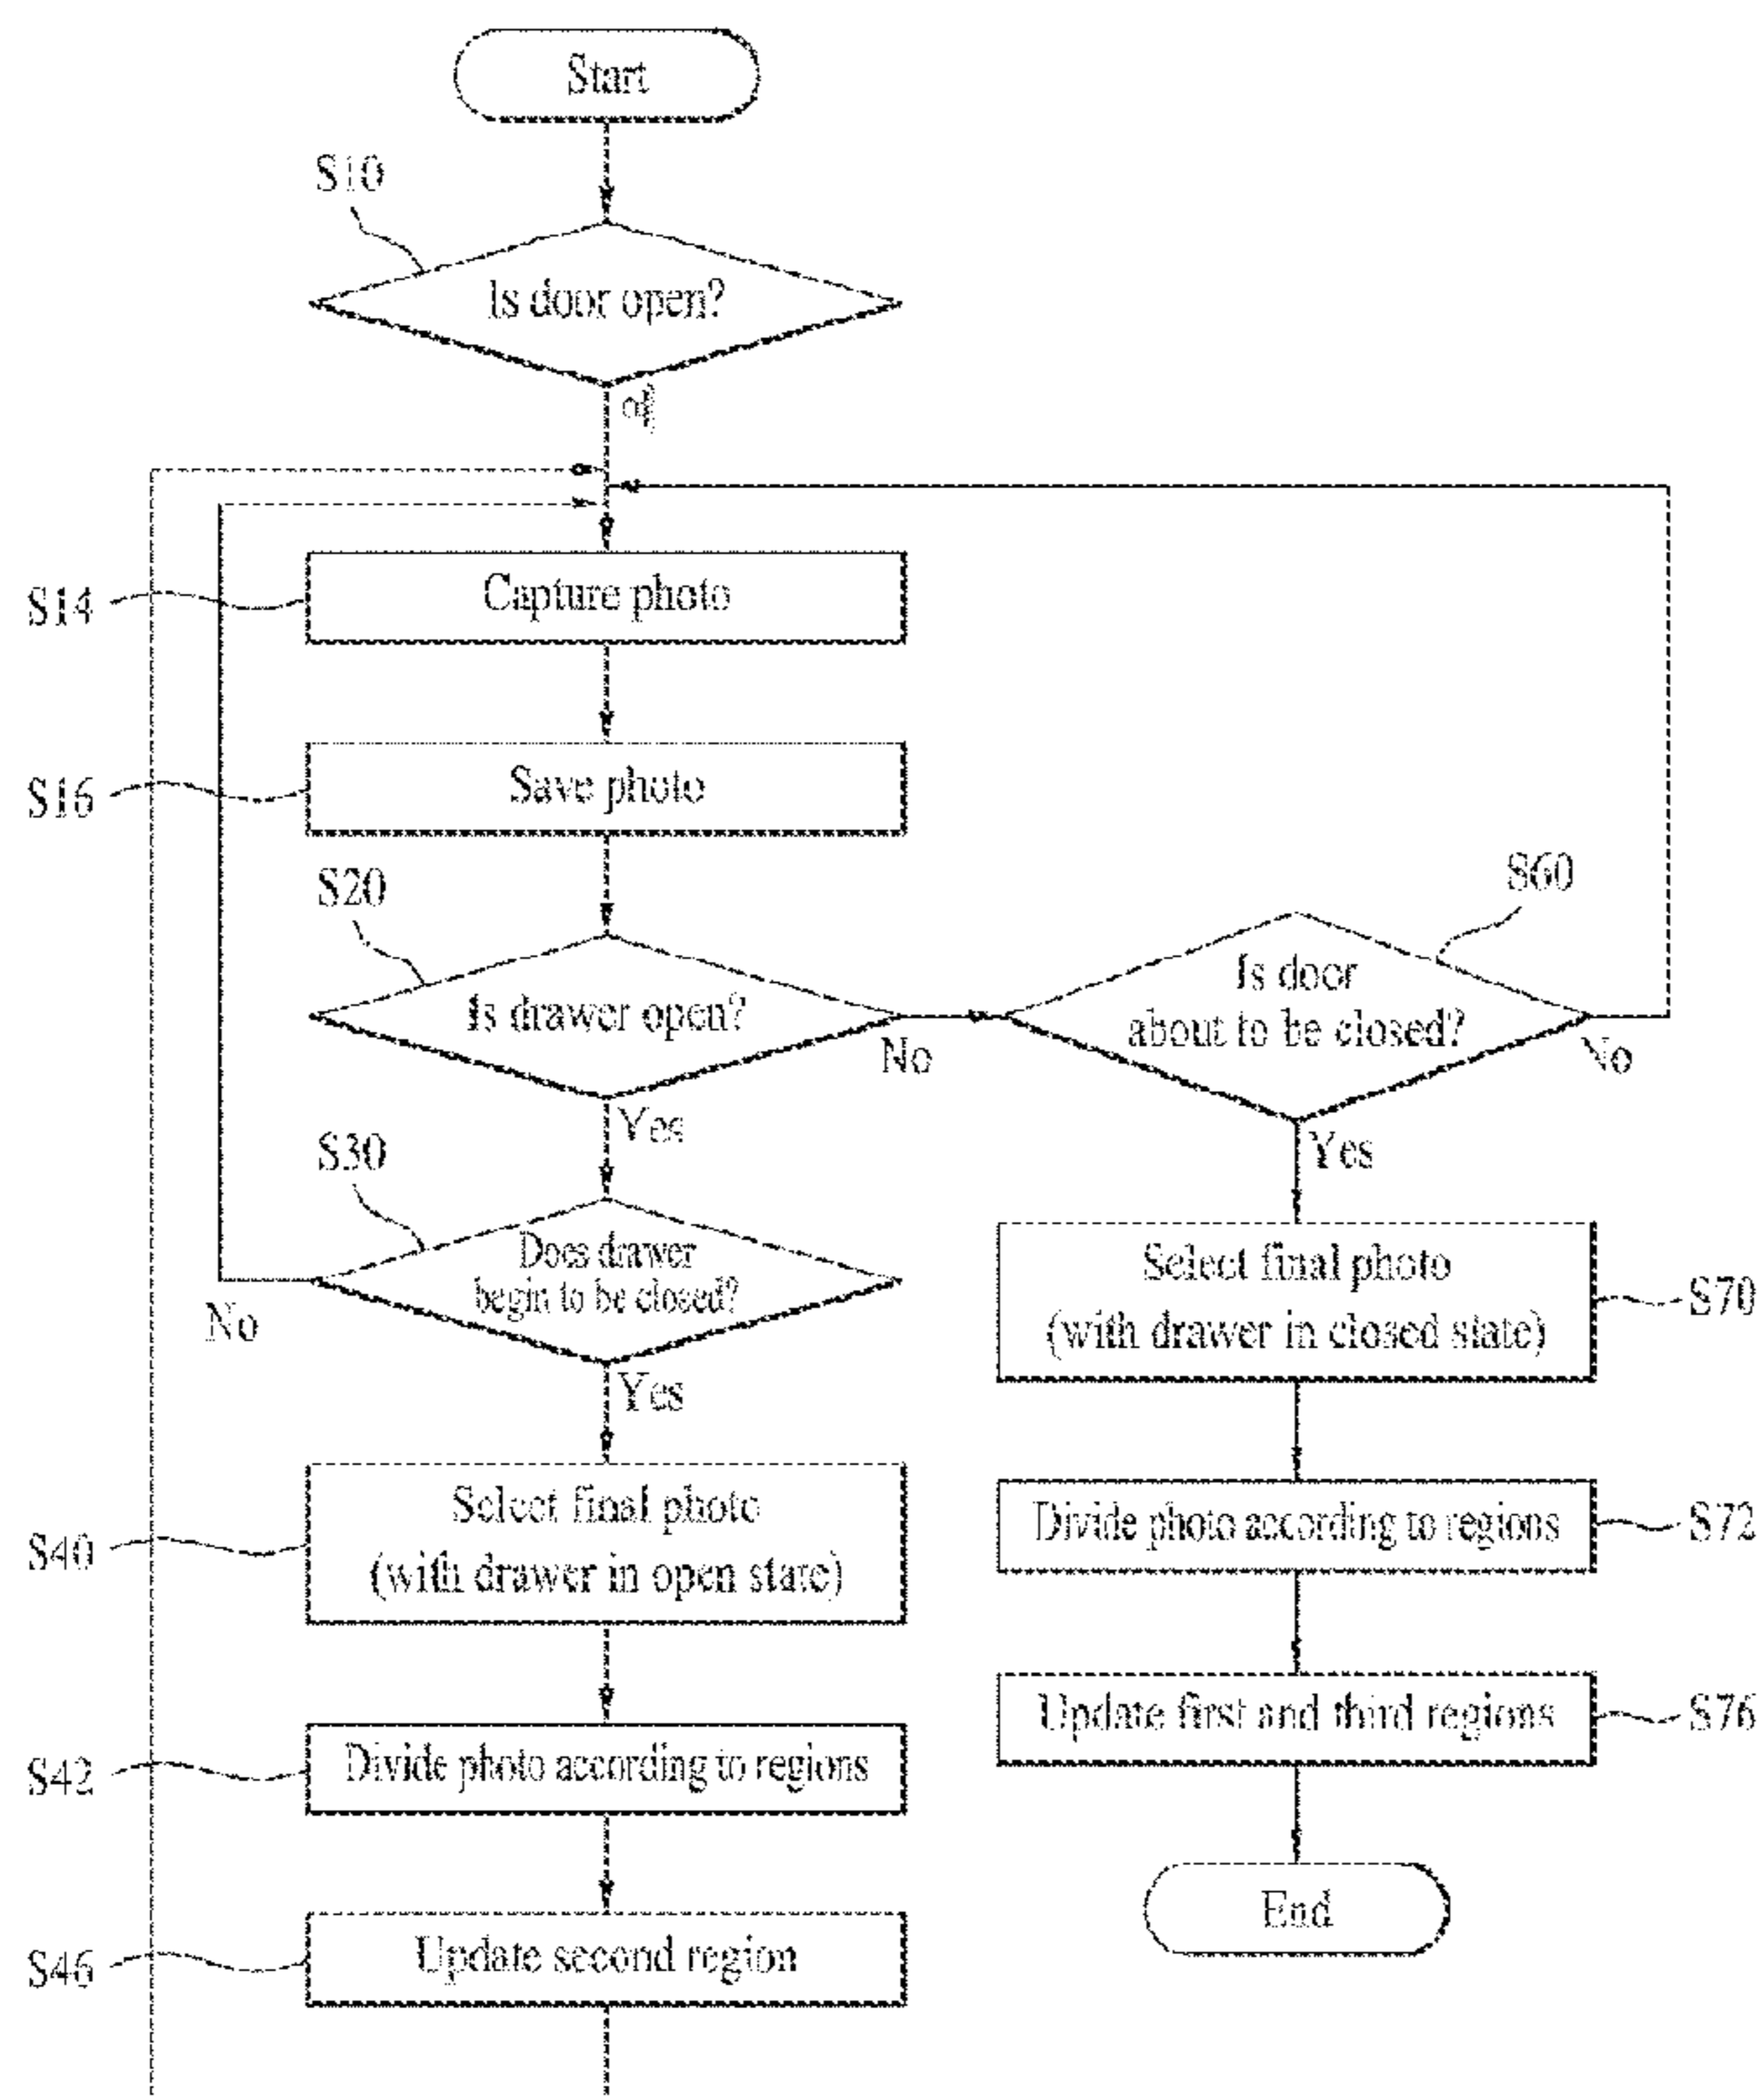 Start
S10
Is door open?
예
S14
Capture photo
S16
Save photo
S20
Is drawer open?
No
Yes
S60
Is door
about to be closed?
No
Yes
S30
Does drawer
begin to be closed?
No
Yes
S40
Select final photo
(with drawer in open state)
S42
Divide photo according to regions
S46
Update second region
Select final photo
(with drawer in closed state)
S70
Divide photo according to regions
S72
Update first and third regions
S76
End